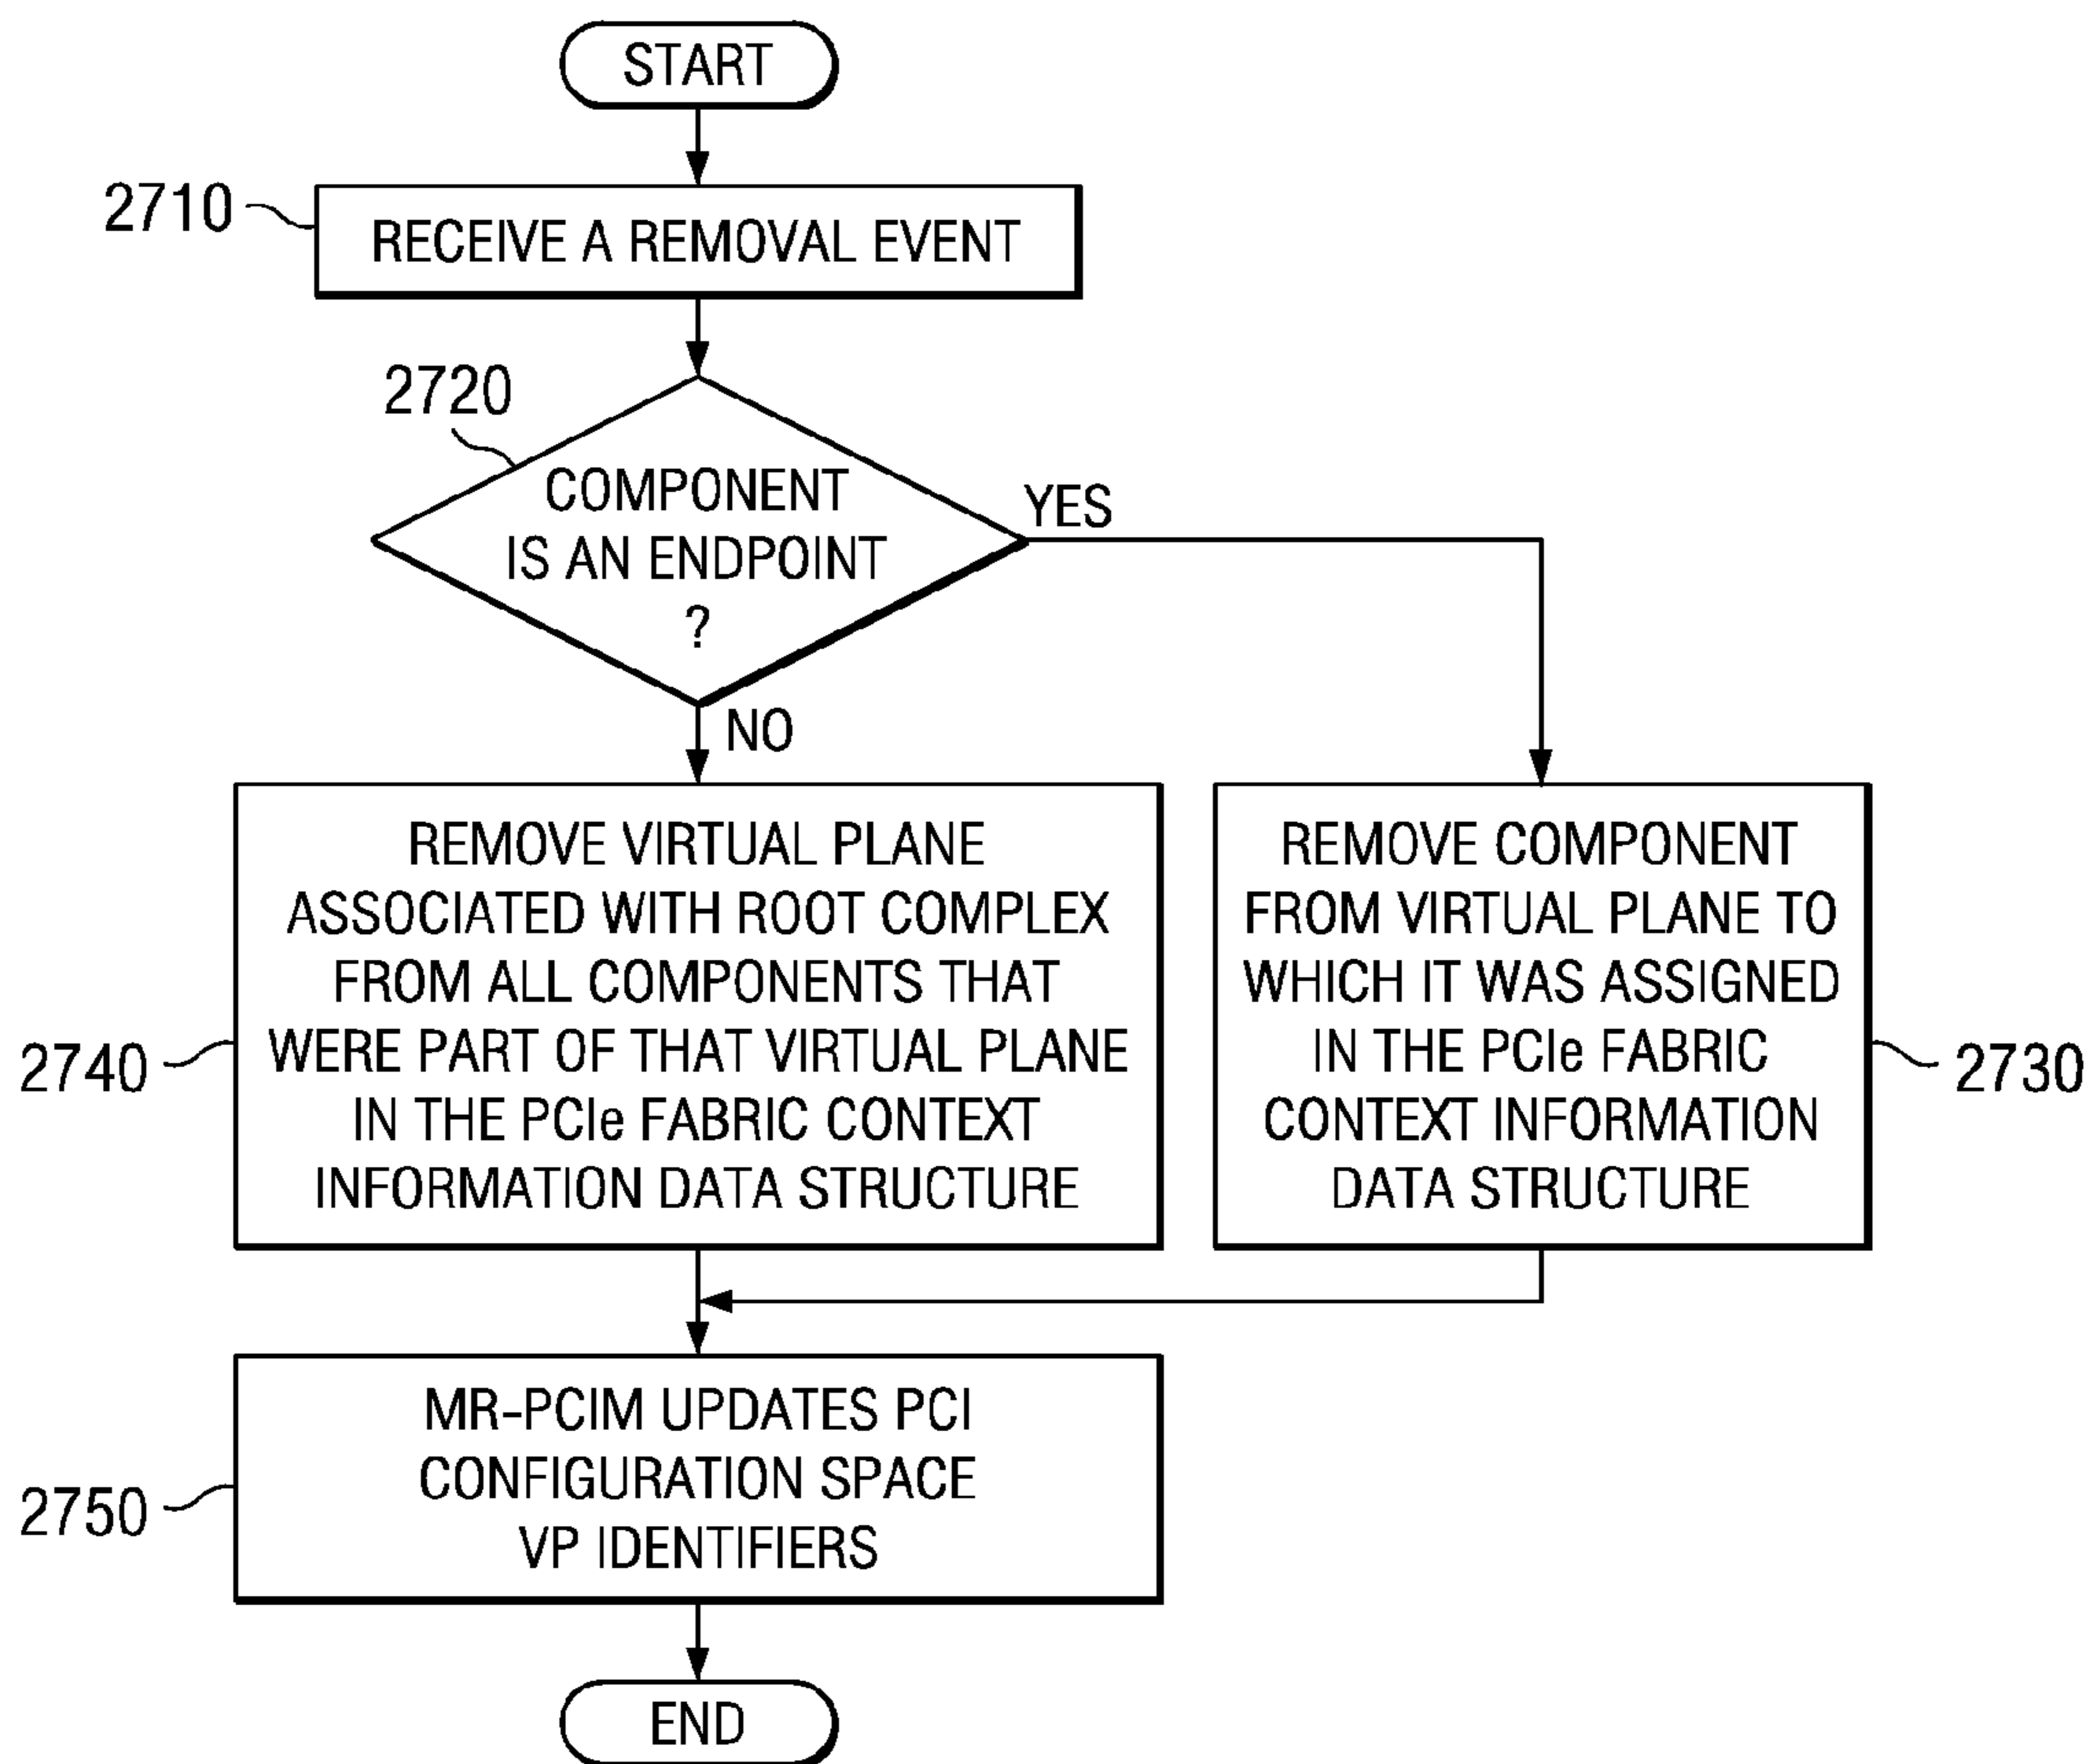 START
2710
RECEIVE A REMOVAL EVENT
2720
COMPONENT
IS AN ENDPOINT
?
YES
NO
REMOVE VIRTUAL PLANE
ASSOCIATED WITH ROOT COMPLEX
FROM ALL COMPONENTS THAT
WERE PART OF THAT VIRTUAL PLANE
IN THE PCIe FABRIC CONTEXT
INFORMATION DATA STRUCTURE
2740
REMOVE COMPONENT
FROM VIRTUAL PLANE TO
WHICH IT WAS ASSIGNED
IN THE PCIe FABRIC
CONTEXT INFORMATION
DATA STRUCTURE
2730
MR-PCIM UPDATES PCI
CONFIGURATION SPACE
VP IDENTIFIERS
2750
END